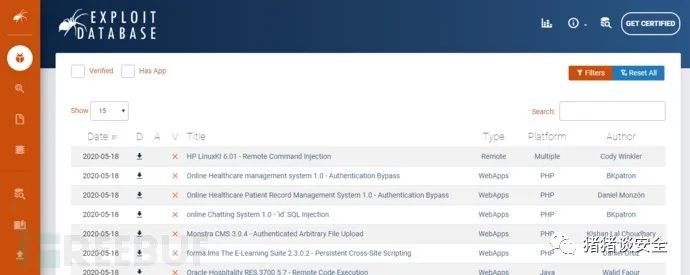 EXPLOIT
DATABASE
GET CERTIFIED
Verified Has App
Filters Reset All
Show 15 Search:
Date D A V Title Type Platform Author
2020-05-18 HP LinuxKI 6.01 - Remote Command Injection Remote Multiple Cody Winkler
2020-05-18 Online Healthcare management system 1.0 - Authentication Bypass WebApps PHP BKpatron
2020-05-18 Online Healthcare Patient Record Management System 1.0 - Authentication Bypass WebApps PHP Daniel Monzón
2020-05-18 online Chatting System 1.0 - 'id' SQL Injection WebApps PHP BKpatron
2020-05-18 Monstra CMS 3.0.4 - Authenticated Arbitrary File Upload WebApps PHP Kishan Lal Choudhary
2020-05-18 forma.lms The E-Learning Suite 2.3.0.2 - Persistent Cross-Site Scripting WebApps PHP Daniel Ortiz
2020-05-18 Oracle Hospitality RES 3700 5.7 - Remote Code Execution WebApps Java Walid Faour
REEBUF
猪猪谈安全